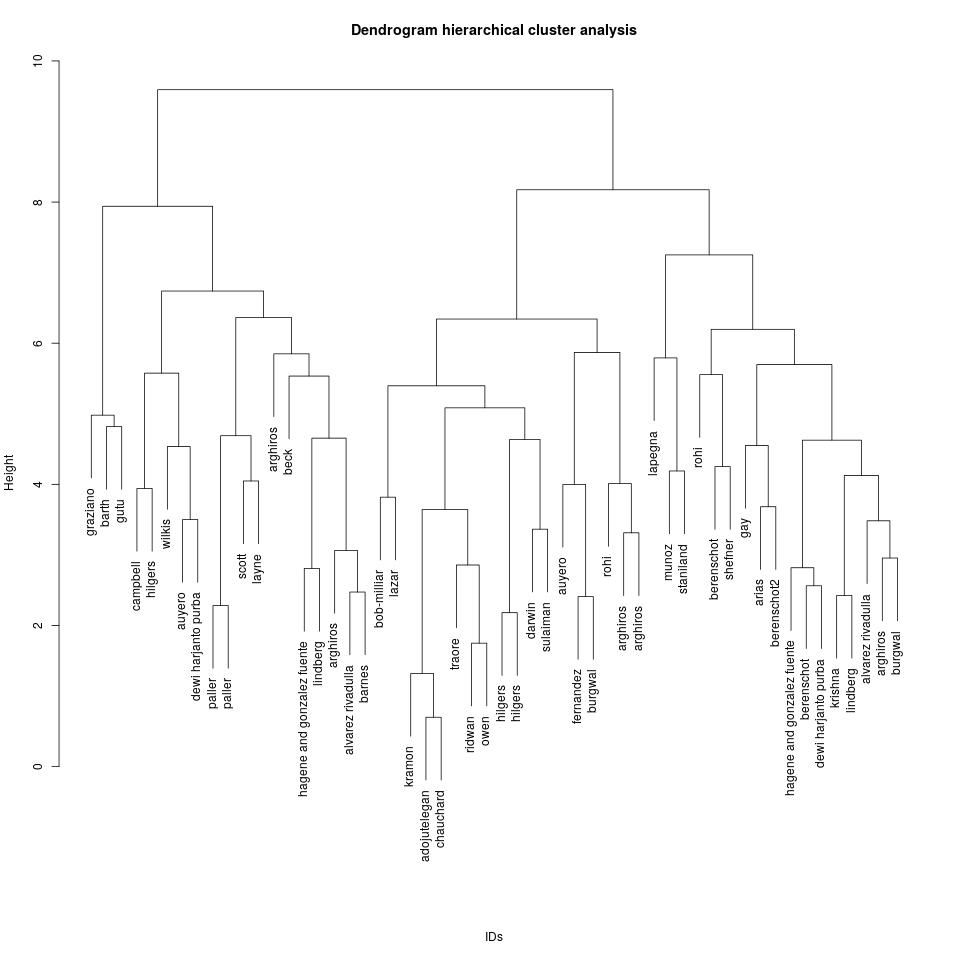 Dendrogram hierarchical cluster analysis
Height
10
8
6
4
2
0
graziano
barth
gutu
campbell
hilgers
wilkis
auyero
dewi harjanto purba
paller
paller
scott
layne
arghiros
beck
hagene and gonzalez fuente
lindberg
arghiros
alvarez rivadulla
barnes
bob-milliar
lazar
kramon
adojutelegan
chauchard
traore
ridwan
owen
hilgers
hilgers
darwin
sulaiman
auyero
fernandez
burgwal
rohi
arghiros
arghiros
lapegna
munoz
staniland
rohi
berenschot
shefner
gay
arias
berenschot2
hagene and gonzalez fuente
berenschot
dewi harjanto purba
krishna
lindberg
alvarez rivadulla
arghiros
burgwal
IDs